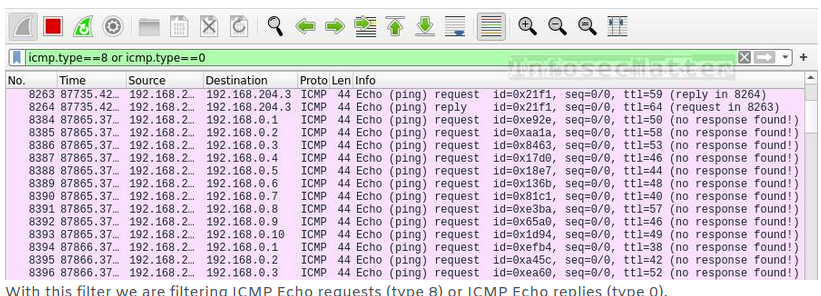 icmp.type==8 or icmp.type==0
InfosecMatter
No. Time Source Destination Proto Len Info
8263 87735.42… 192.168.2… 192.168.204.3 ICMP 44 Echo (ping) request id=0x21f1, seq=0/0, ttl=59 (reply in 8264)
8264 87735.42… 192.168.2… 192.168.204.3 ICMP 44 Echo (ping) reply id=0x21f1, seq=0/0, ttl=64 (request in 8263)
8384 87865.37… 192.168.2… 192.168.0.1 ICMP 44 Echo (ping) request id=0xe92e, seq=0/0, ttl=50 (no response found!)
8385 87865.37… 192.168.2… 192.168.0.2 ICMP 44 Echo (ping) request id=0xaa1a, seq=0/0, ttl=58 (no response found!)
8386 87865.37… 192.168.2… 192.168.0.3 ICMP 44 Echo (ping) request id=0x8463, seq=0/0, ttl=53 (no response found!)
8387 87865.37… 192.168.2… 192.168.0.4 ICMP 44 Echo (ping) request id=0x17d0, seq=0/0, ttl=46 (no response found!)
8388 87865.37… 192.168.2… 192.168.0.5 ICMP 44 Echo (ping) request id=0x18e7, seq=0/0, ttl=44 (no response found!)
8389 87865.37… 192.168.2… 192.168.0.6 ICMP 44 Echo (ping) request id=0x136b, seq=0/0, ttl=48 (no response found!)
8390 87865.37… 192.168.2… 192.168.0.7 ICMP 44 Echo (ping) request id=0x81c1, seq=0/0, ttl=40 (no response found!)
8391 87865.37… 192.168.2… 192.168.0.8 ICMP 44 Echo (ping) request id=0xe3ba, seq=0/0, ttl=57 (no response found!)
8392 87865.37… 192.168.2… 192.168.0.9 ICMP 44 Echo (ping) request id=0x65a0, seq=0/0, ttl=46 (no response found!)
8393 87865.37… 192.168.2… 192.168.0.10 ICMP 44 Echo (ping) request id=0x1d94, seq=0/0, ttl=49 (no response found!)
8394 87866.37… 192.168.2… 192.168.0.1 ICMP 44 Echo (ping) request id=0xefb4, seq=0/0, ttl=38 (no response found!)
8395 87866.37… 192.168.2… 192.168.0.2 ICMP 44 Echo (ping) request id=0xa45c, seq=0/0, ttl=42 (no response found!)
8396 87866.37… 192.168.2… 192.168.0.3 ICMP 44 Echo (ping) request id=0xea60, seq=0/0, ttl=52 (no response found!)
With this filter we are filtering ICMP Echo requests (type 8) or ICMP Echo replies (type 0).